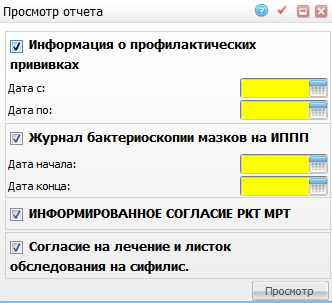 Просмотр отчета
Информация о профилактических
прививках
Дата с:
Дата по:
Журнал бактериоскопии мазков на ИППП
Дата начала:
Дата конца:
ИНФОРМИРОВАННОЕ СОГЛАСИЕ РКТ МРТ
Согласие на лечение и листок
обследования на сифилис.
Просмотр